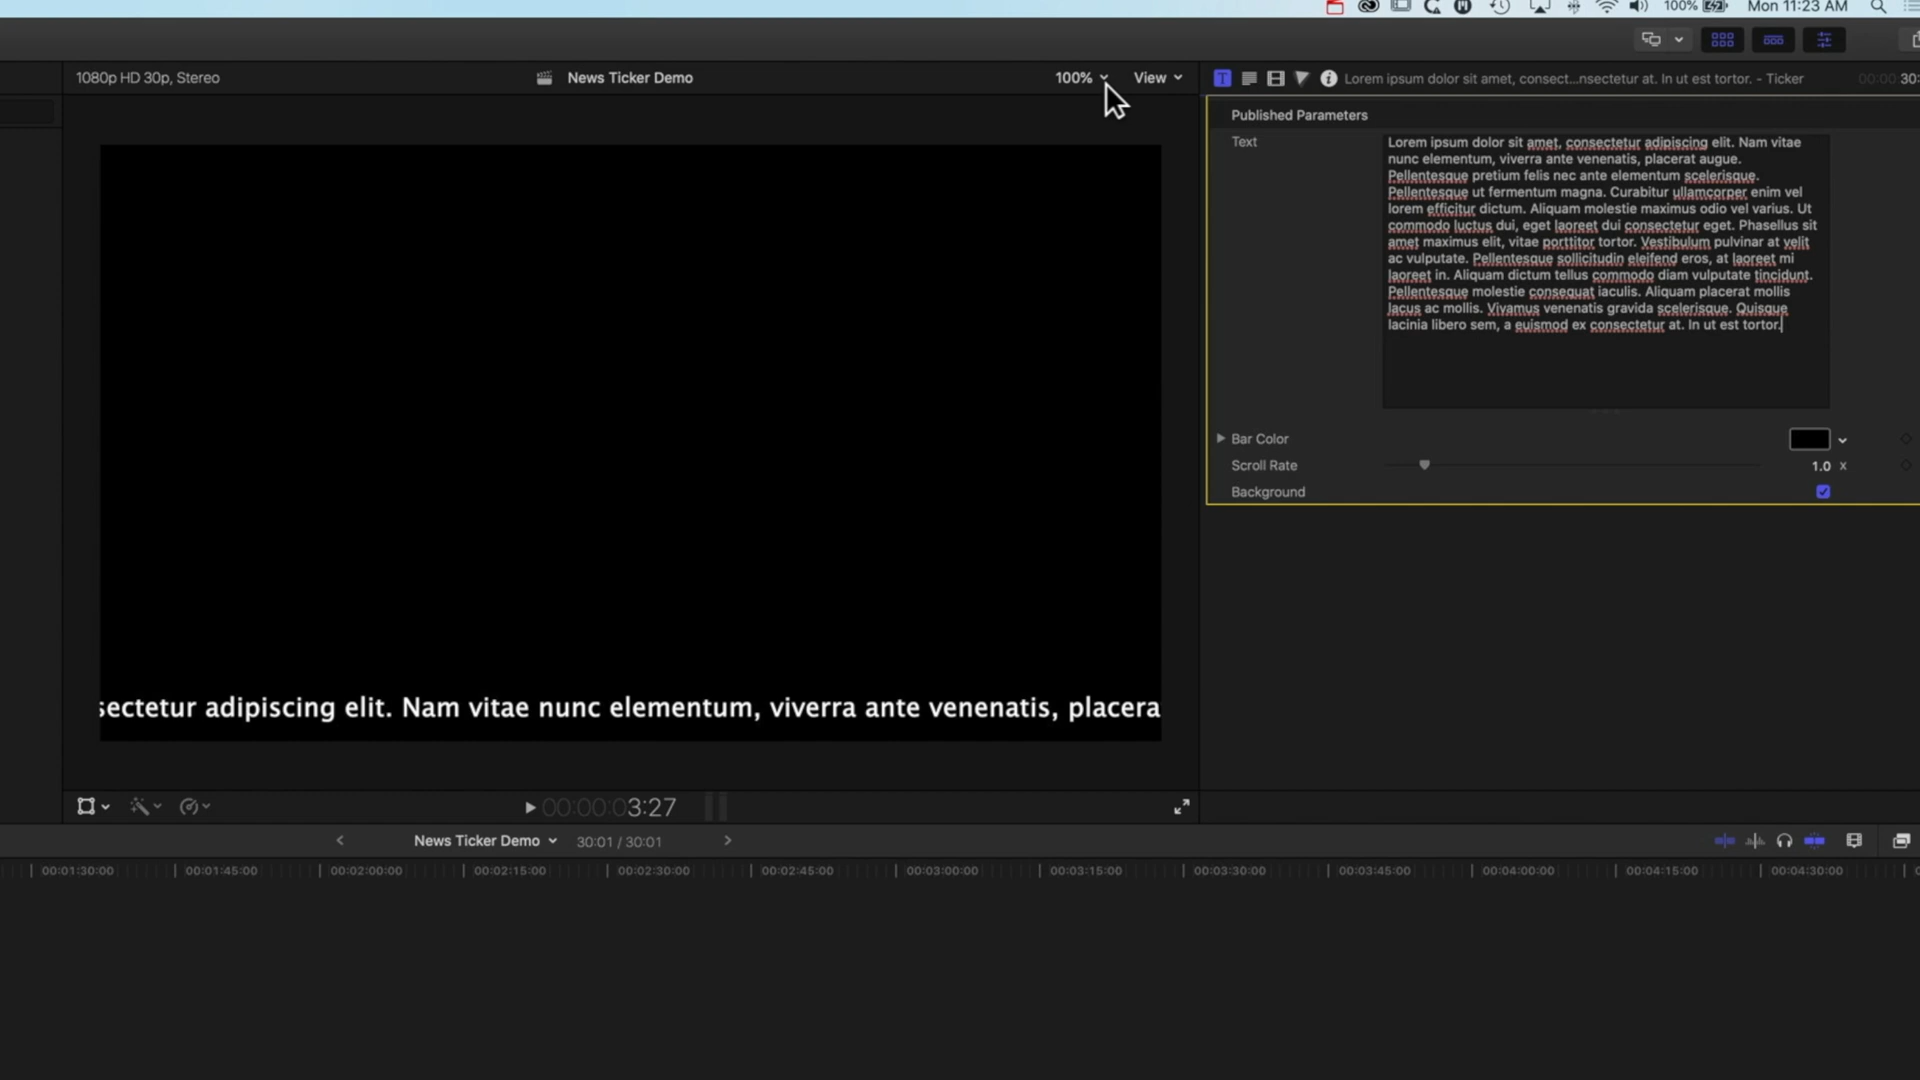 100% Mon 11:23 AM
1080p HD 30p, Stereo
News Ticker Demo
100%
View
T
Lorem ipsum dolor sit amet, consect...nsectetur at. In ut est tortor. - Ticker
00:00 30:
Published Parameters
Text
Lorem ipsum dolor sit amet, consectetur adipiscing elit. Nam vitae
nunc elementum, viverra ante venenatis, placerat augue.
Pellentesque pretium felis nec ante elementum scelerisque.
Pellentesque ut fermentum magna. Curabitur ullamcorper enim vel
lorem efficitur dictum. Aliquam molestie maximus odio vel varius. Ut
commodo luctus dui, eget laoreet dui consectetur eget. Phasellus sit
amet maximus elit, vitae porttitor tortor. Vestibulum pulvinar at velit
ac vulputate. Pellentesque sollicitudin eleifend eros, at laoreet mi
laoreet in. Aliquam dictum tellus commodo diam vulputate tincidunt.
Pellentesque molestie consequat iaculis. Aliquam placerat mollis
lacus ac mollis. Vivamus venenatis gravida scelerisque. Quisque
lacinia libero sem, a euismod ex consectetur at. In ut est tortor.
Bar Color
Scroll Rate 1.0 x
Background
sectetur adipiscing elit. Nam vitae nunc elementum, viverra ante venenatis, placera
00:00:03:27
News Ticker Demo 30:01 / 30:01
00:01:30:00 00:01:45:00 00:02:00:00 00:02:15:00 00:02:30:00 00:02:45:00 00:03:00:00 00:03:15:00 00:03:30:00 00:03:45:00 00:04:00:00 00:04:15:00 00:04:30:00